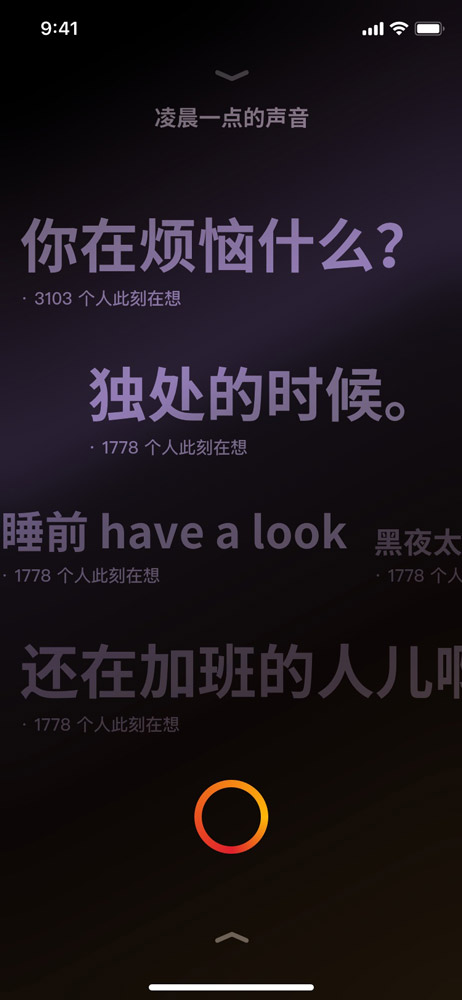 9:41
凌晨一点的声音
你在烦恼什么?
· 3103 个人此刻在想
独处的时候。
· 1778 个人此刻在想
睡前 have a look
黑夜太
· 1778 个人此刻在想
· 1778 个人
还在加班的人儿啊
· 1778 个人此刻在想